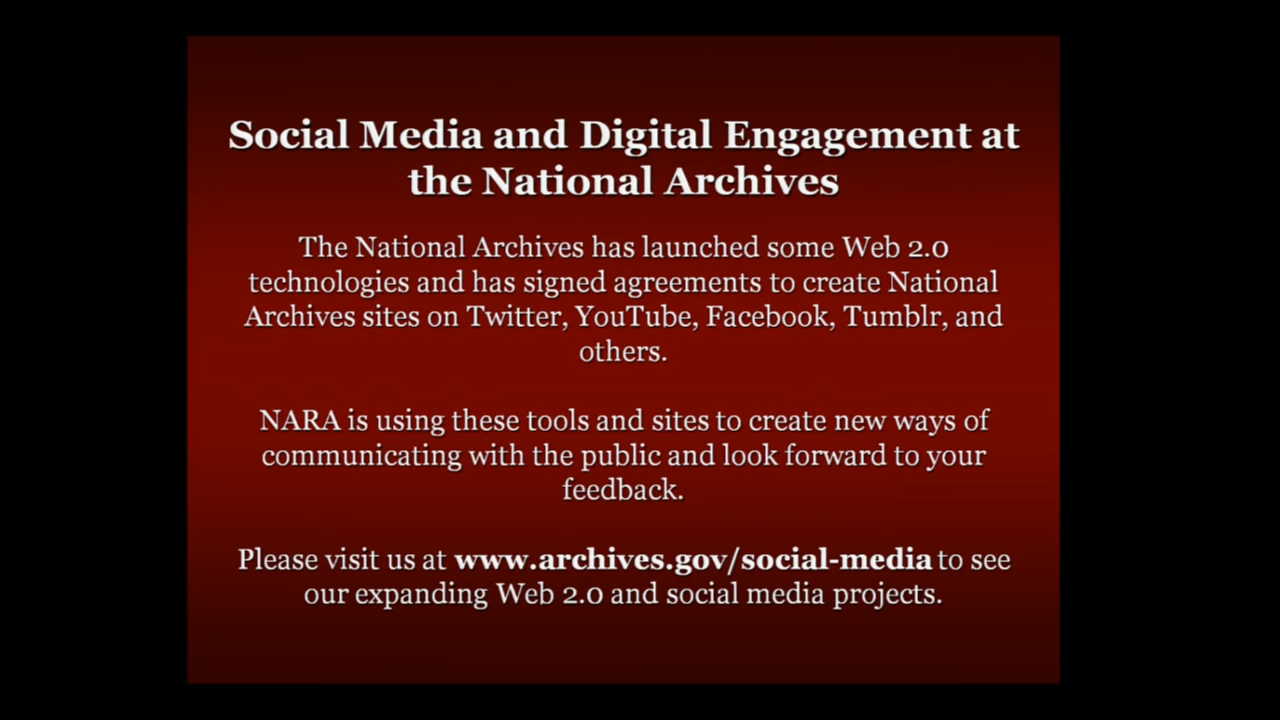 Social Media and Digital Engagement at
the National Archives
The National Archives has launched some Web 2.0
technologies and has signed agreements to create National
Archives sites on Twitter, YouTube, Facebook, Tumblr, and
others.
NARA is using these tools and sites to create new ways of
communicating with the public and look forward to your
feedback.
Please visit us at www.archives.gov/social-media to see
our expanding Web 2.0 and social media projects.